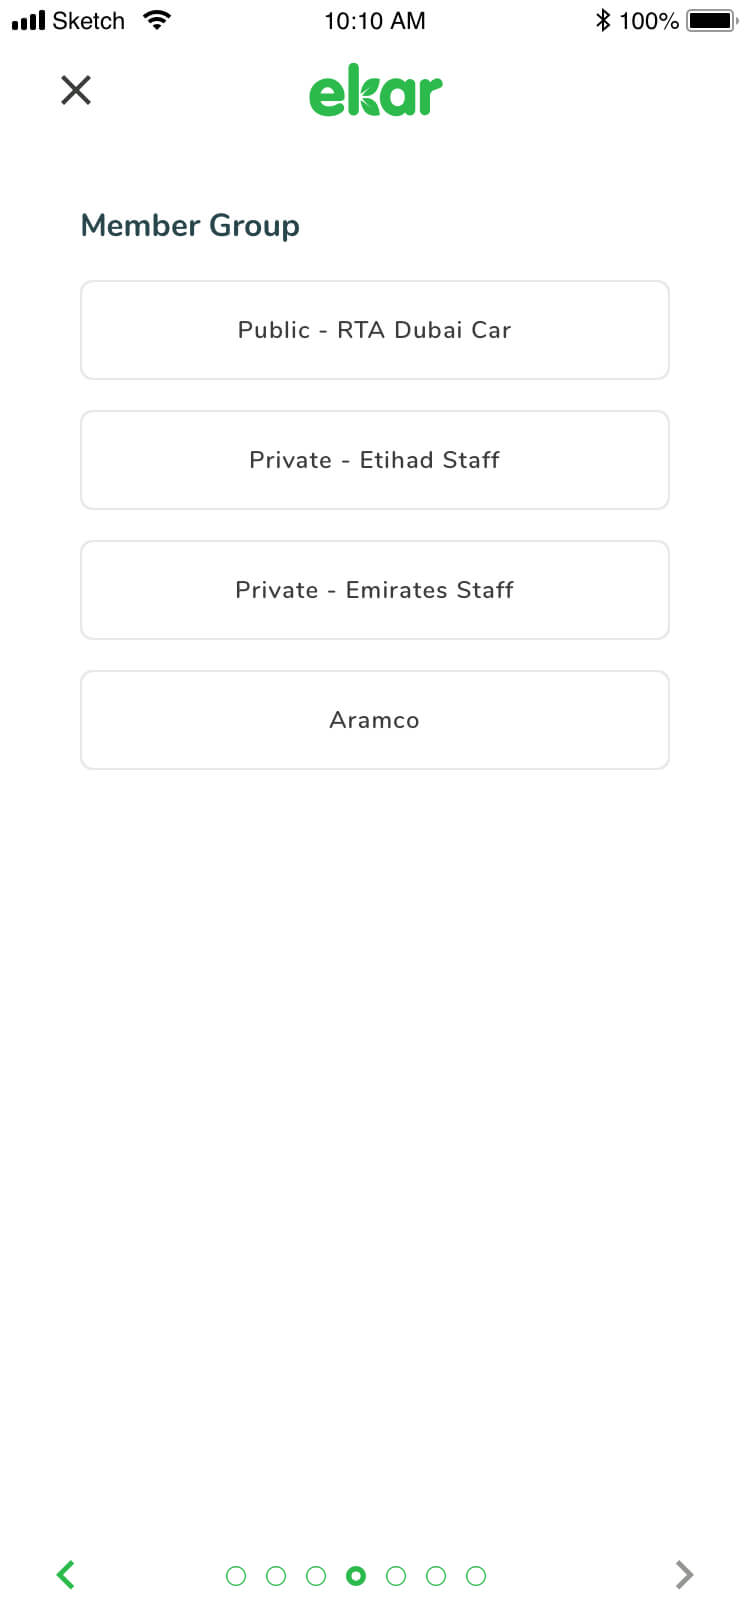 Sketch 10:10 AM 100%
ekar
Member Group
Public - RTA Dubai Car
Private - Etihad Staff
Private - Emirates Staff
Aramco